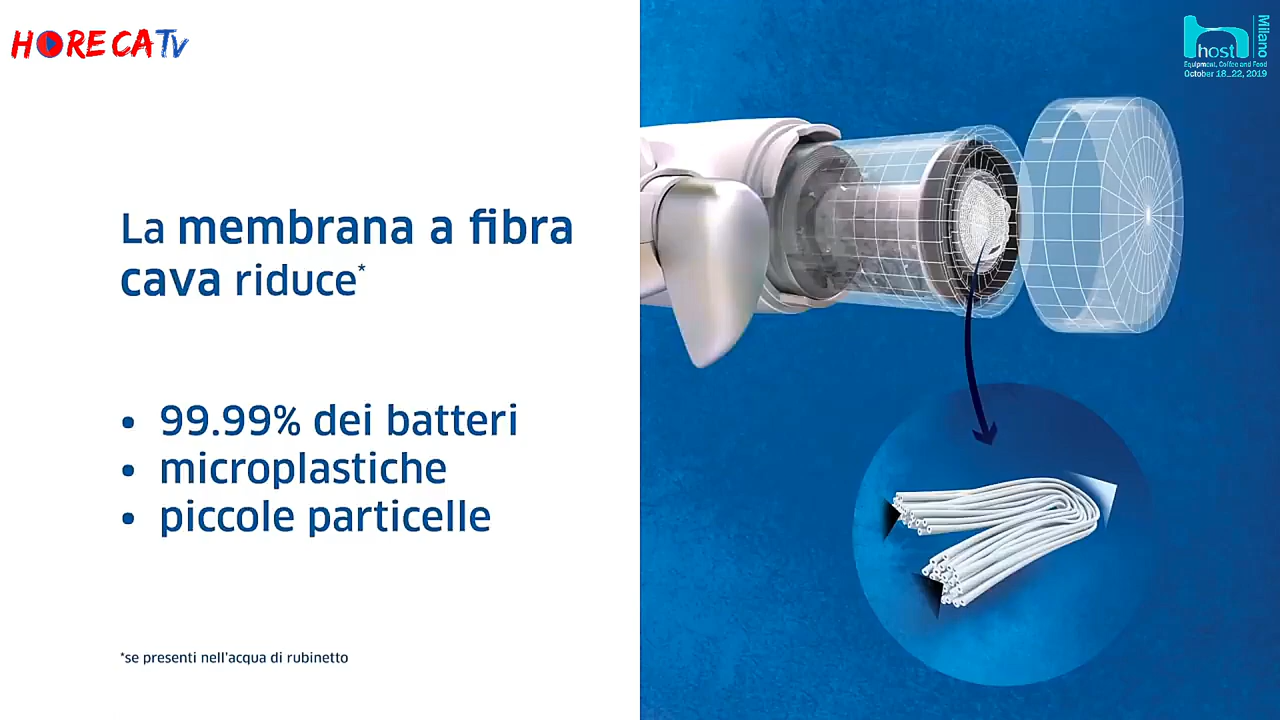 HORECATV
host
Milano
Equipment, Coffee and Food
October 18_22, 2019
La membrana a fibra
cava riduce*
• 99.99% dei batteri
• microplastiche
• piccole particelle
*se presenti nell'acqua di rubinetto